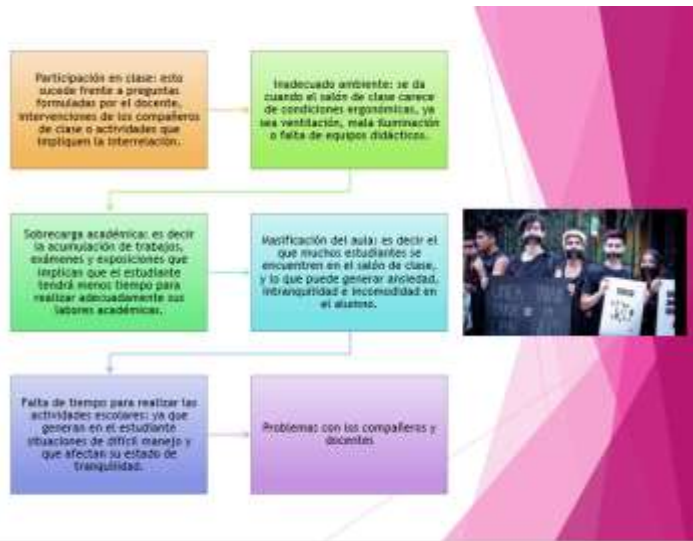 Participación en clase: esto
sucede frente a preguntas
formuladas por el docente,
intervenciones de los compañeros
de clase o actividades que
impliquen la interrelación.
Inadecuado ambiente: se da
cuando el salón de clase carece
de condiciones ergonómicas, ya
sea ventilación, mala iluminación
o falta de equipos didácticos.
Sobrecarga académica: es decir
la acumulación de trabajos,
exámenes y exposiciones que
implican que el estudiante
tendrá menos tiempo para
realizar adecuadamente sus
labores académicas.
Masificación del aula: es decir el
que muchos estudiantes se
encuentren en el salón de clase,
y lo que puede generar ansiedad,
intranquilidad e incomodidad en
el alumno.
Falta de tiempo para realizar las
actividades escolares: ya que
generan en el estudiante
situaciones de difícil manejo y
que afectan su estado de
tranquilidad.
Problemas con los compañeros y
docentes